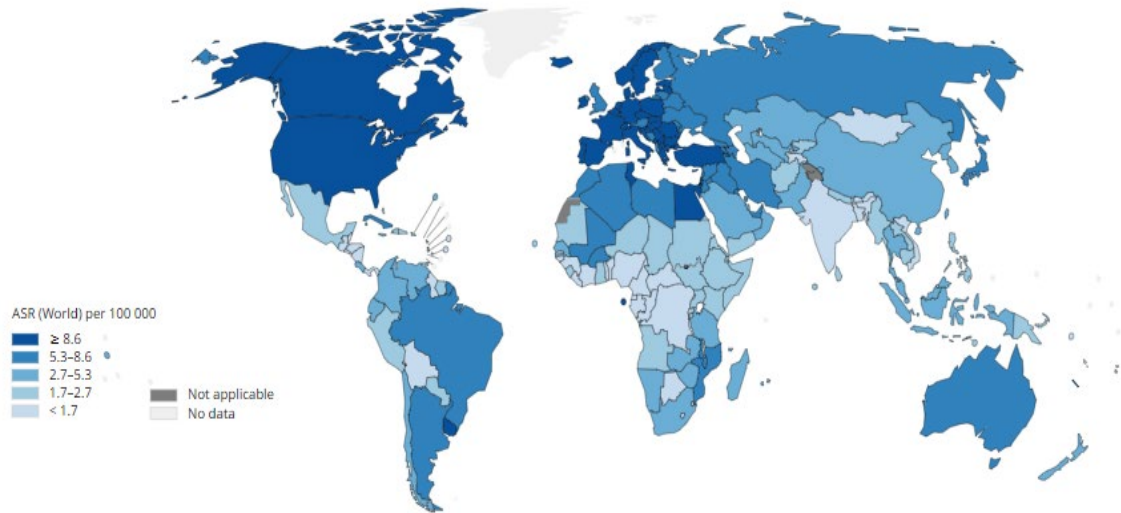 ASR (World) per 100 000
≥ 8.6
5.3–8.6
2.7–5.3
1.7–2.7
< 1.7
Not applicable
No data